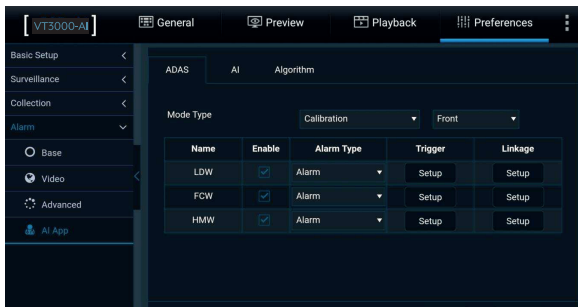 VT3000-AI General Preview Playback Preferences
Basic Setup
Surveillance
Collection
Alarm
Base
Video
Advanced
AI App
ADAS AI Algorithm
Mode Type Calibration Front
Name Enable Alarm Type Trigger Linkage
LDW Alarm Setup Setup
FCW Alarm Setup Setup
HMW Alarm Setup Setup